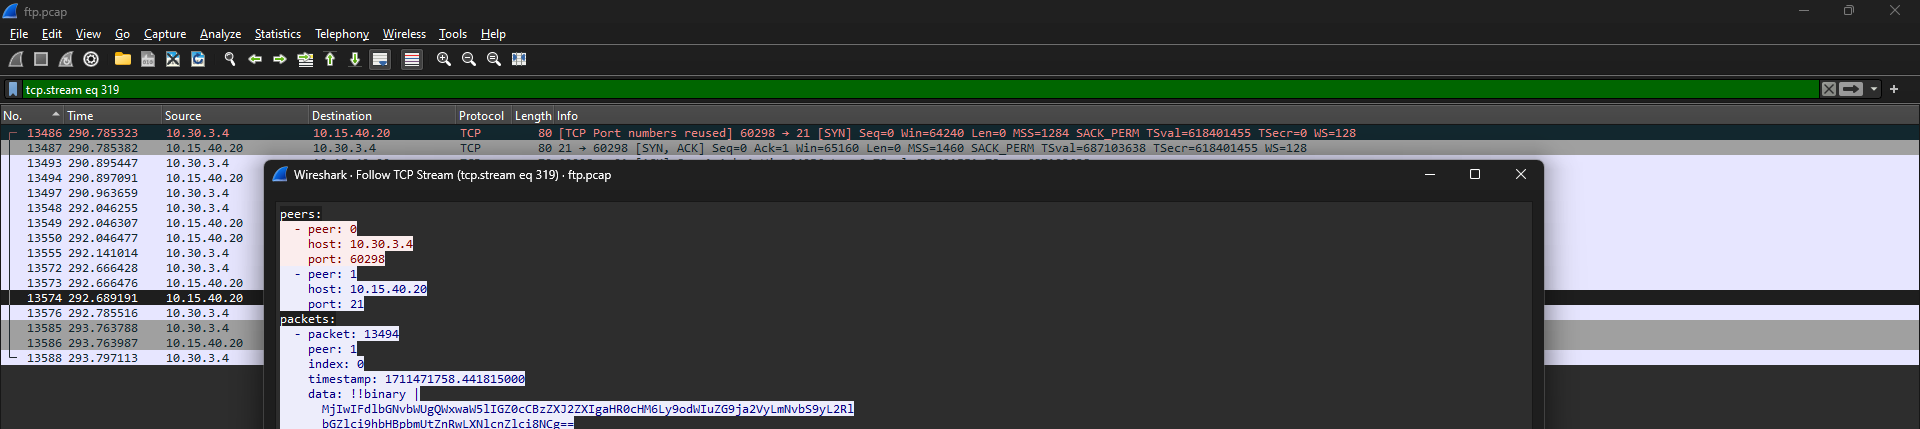 ftp.pcap
File Edit View Go Capture Analyze Statistics Telephony Wireless Tools Help
tcp.stream eq 319
No. Time Source Destination Protocol Length Info
13486 290.785323 10.30.3.4 10.15.40.20 TCP 80 [TCP Port numbers reused] 60298 → 21 [SYN] Seq=0 Win=64240 Len=0 MSS=1284 SACK_PERM TSval=618401455 TSecr=0 WS=128
13487 290.785382 10.15.40.20 10.30.3.4 TCP 80 21 → 60298 [SYN, ACK] Seq=0 Ack=1 Win=65160 Len=0 MSS=1460 SACK_PERM TSval=687103638 TSecr=618401455 WS=128
13493 290.895447 10.30.3.4
13494 290.897091 10.15.40.20
13497 290.963659 10.30.3.4
13548 292.046255 10.30.3.4
13549 292.046307 10.15.40.20
13550 292.046477 10.15.40.20
13555 292.141014 10.30.3.4
13572 292.666428 10.30.3.4
13573 292.666476 10.15.40.20
13574 292.689191 10.15.40.20
13576 292.785516 10.30.3.4
13585 293.763788 10.30.3.4
13586 293.763987 10.15.40.20
13588 293.797113 10.30.3.4
Wireshark · Follow TCP Stream (tcp.stream eq 319) · ftp.pcap
peers:
- peer: 0
host: 10.30.3.4
port: 60298
- peer: 1
host: 10.15.40.20
port: 21
packets:
- packet: 13494
peer: 1
index: 0
timestamp: 1711471758.441815000
data: !!binary |
MjIwIFdlbGNvbWUgQWxwaW5lIGZ0cCBzZXJ2ZXIgaHR0cHM6Ly9odWIuZG9ja2VyLmNvbS9yL2Rl
bGZlci9hbHBpbmUtZnRwLXNlcnZlci8NCg==